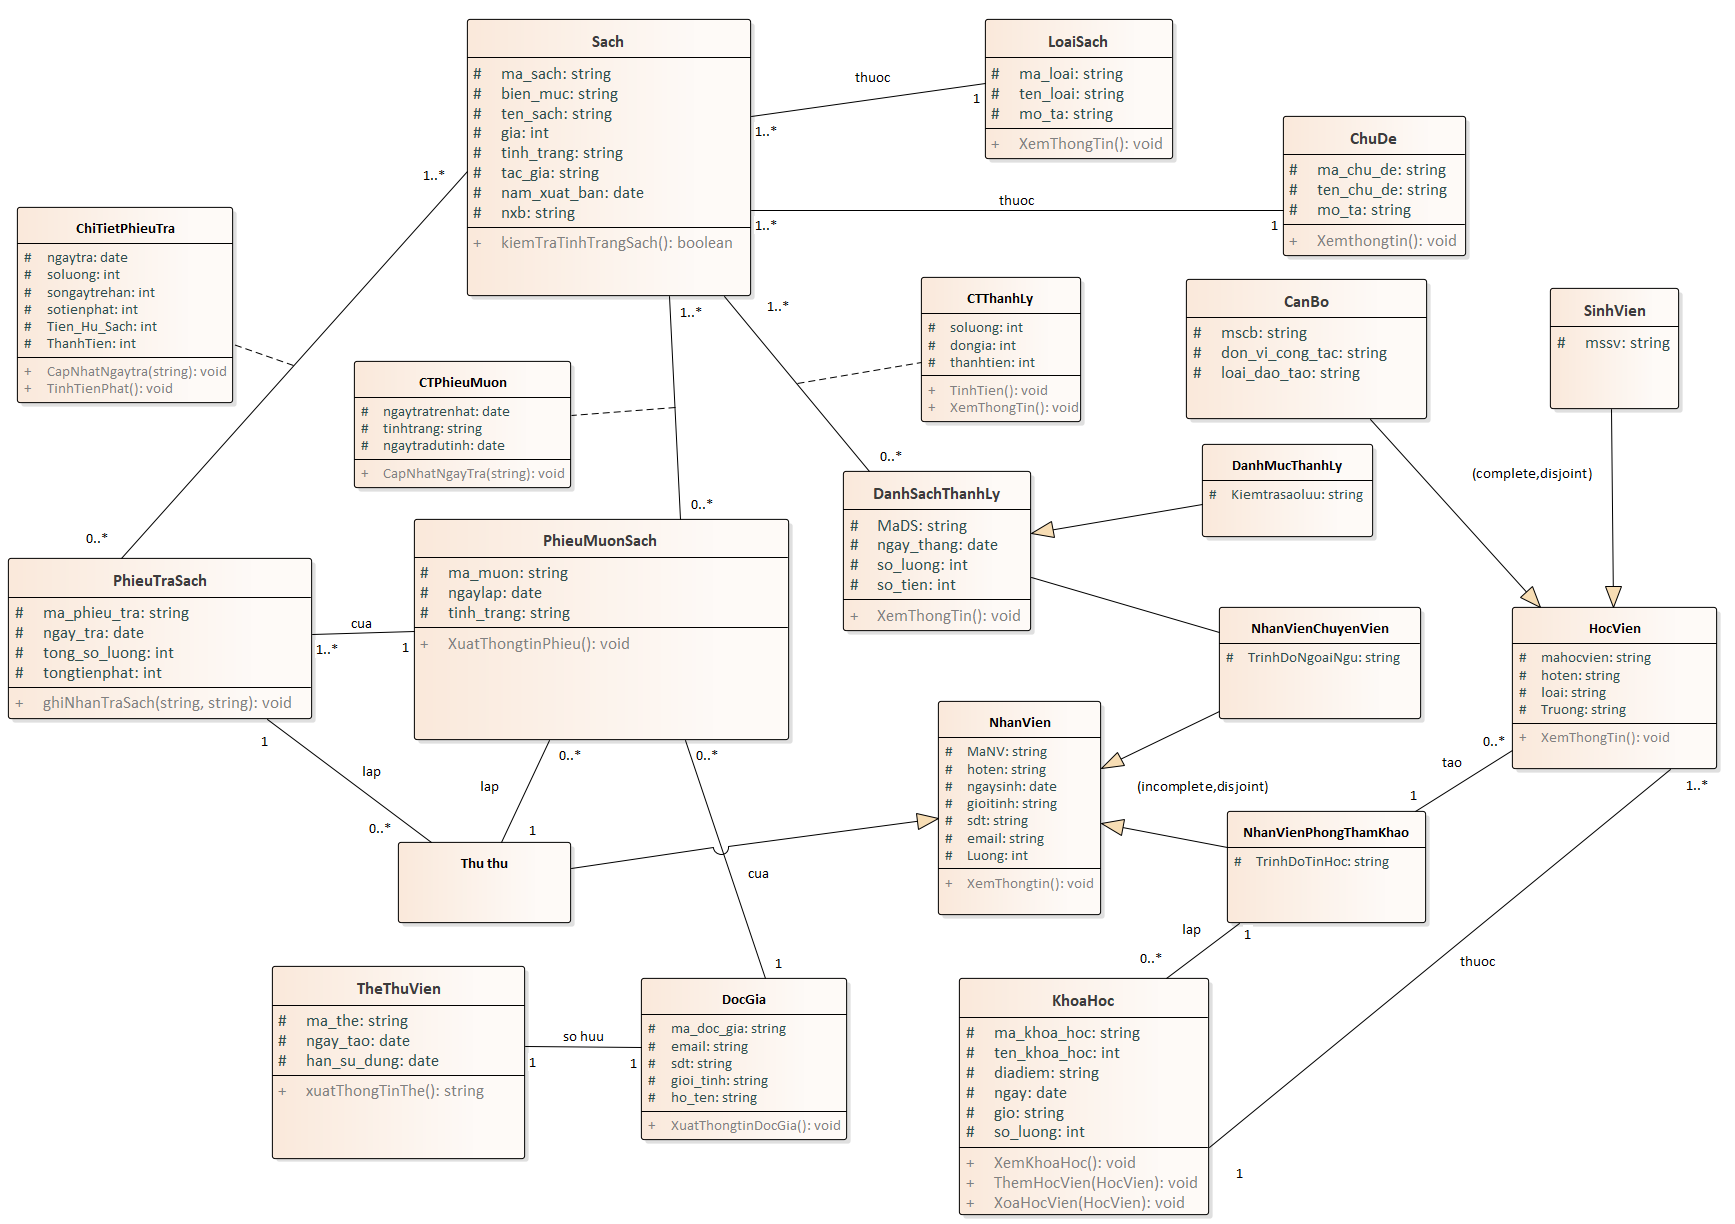 Sach
# ma_sach: string
# bien_muc: string
# ten_sach: string
# gia: int
# tinh_trang: string
# tac_gia: string
# nam_xuat_ban: date
# nxb: string
+ kiemTraTinhTrangSach(): boolean
LoaiSach
# ma_loai: string
# ten_loai: string
# mo_ta: string
+ XemThongTin(): void
thuoc
1
1..*
ChuDe
# ma_chu_de: string
# ten_chu_de: string
# mo_ta: string
+ Xemthongtin(): void
thuoc
1..*
1
1..*
ChiTietPhieuTra
# ngaytra: date
# soluong: int
# songaytrehan: int
# sotienphat: int
# Tien_Hu_Sach: int
# ThanhTien: int
+ CapNhatNgaytra(string): void
+ TinhTienPhat(): void
CTPhieuMuon
# ngaytratrenhat: date
# tinhtrang: string
# ngaytradutinh: date
+ CapNhatNgayTra(string): void
1..*
1..*
CTThanhLy
# soluong: int
# dongia: int
# thanhtien: int
+ TinhTien(): void
+ XemThongTin(): void
CanBo
# mscb: string
# don_vi_cong_tac: string
# loai_dao_tao: string
SinhVien
# mssv: string
(complete,disjoint)
DanhMucThanhLy
# Kiemtrasaoluu: string
0..*
DanhSachThanhLy
# MaDS: string
# ngay_thang: date
# so_luong: int
# so_tien: int
+ XemThongTin(): void
0..*
0..*
PhieuTraSach
# ma_phieu_tra: string
# ngay_tra: date
# tong_so_luong: int
# tongtienphat: int
+ ghiNhanTraSach(string, string): void
cua
1..*
1
PhieuMuonSach
# ma_muon: string
# ngaylap: date
# tinh_trang: string
+ XuatThongtinPhieu(): void
NhanVienChuyenVien
# TrinhDoNgoaiNgu: string
HocVien
# mahocvien: string
# hoten: string
# loai: string
# Truong: string
+ XemThongTin(): void
NhanVien
# MaNV: string
# hoten: string
# ngaysinh: date
# gioitinh: string
# sdt: string
# email: string
# Luong: int
+ XemThongtin(): void
(incomplete,disjoint)
0..*
tao
1
1..*
NhanVienPhongThamKhao
# TrinhDoTinHoc: string
1
lap
0..*
0..*
lap
1
0..*
cua
1
Thu thu
lap
1
0..*
thuoc
1
TheThuVien
# ma_the: string
# ngay_tao: date
# han_su_dung: date
+ xuatThongTinThe(): string
so huu
1
1
DocGia
# ma_doc_gia: string
# email: string
# sdt: string
# gioi_tinh: string
# ho_ten: string
+ XuatThongtinDocGia(): void
KhoaHoc
# ma_khoa_hoc: string
# ten_khoa_hoc: int
# diadiem: string
# ngay: date
# gio: string
# so_luong: int
+ XemKhoaHoc(): void
+ ThemHocVien(HocVien): void
+ XoaHocVien(HocVien): void